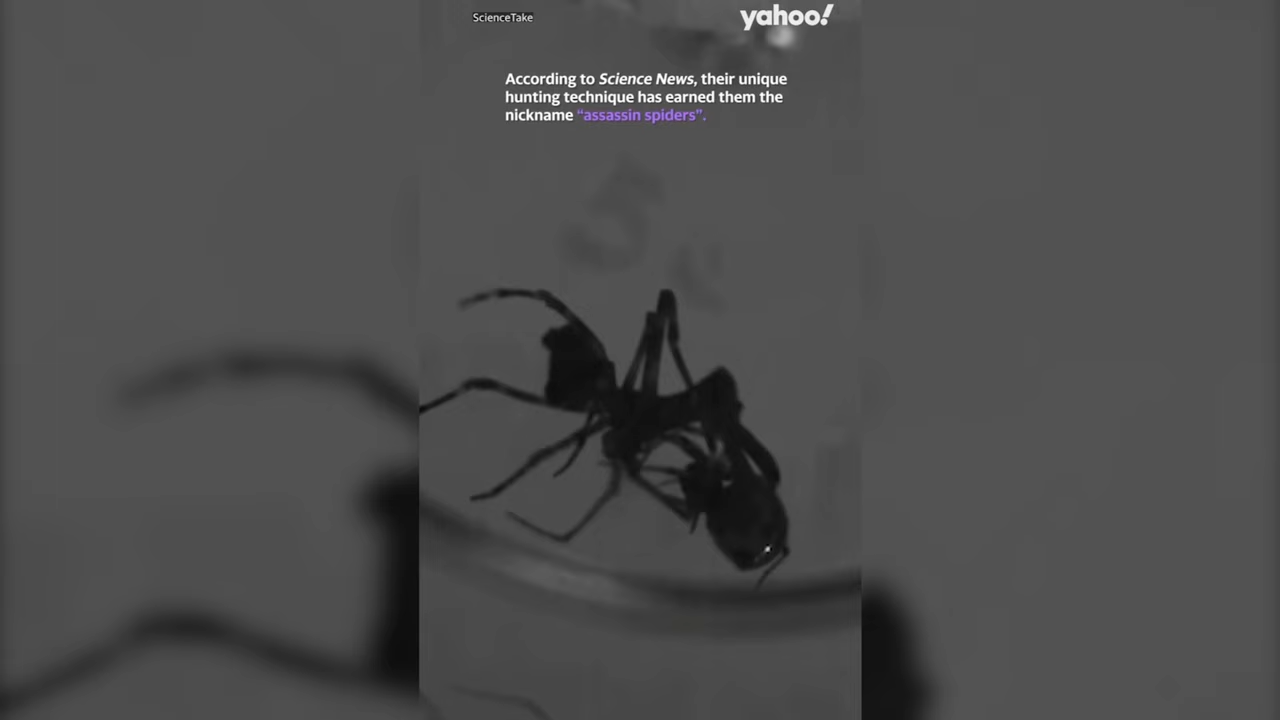 ScienceTake
yahoo!
According to Science News, their unique
hunting technique has earned them the
nickname “assassin spiders”.